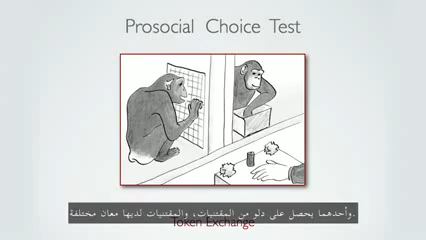 Prosocial Choice Test
وأحدهما يحصل على دلو من المقتنيات، والمقتنيات لديها معان مختلفة.
Token Exchange